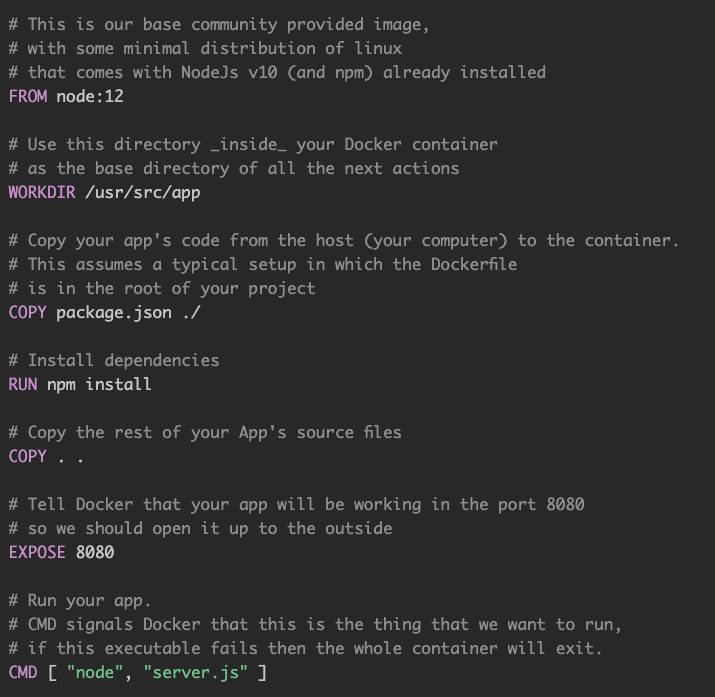 # This is our base community provided image,
# with some minimal distribution of linux
# that comes with NodeJs v10 (and npm) already installed
FROM node:12
# Use this directory _inside_ your Docker container
# as the base directory of all the next actions
WORKDIR /usr/src/app
# Copy your app's code from the host (your computer) to the container.
# This assumes a typical setup in which the Dockerfile
# is in the root of your project
COPY package.json ./
# Install dependencies
RUN npm install
# Copy the rest of your App's source files
COPY . .
# Tell Docker that your app will be working in the port 8080
# so we should open it up to the outside
EXPOSE 8080
# Run your app.
# CMD signals Docker that this is the thing that we want to run,
# if this executable fails then the whole container will exit.
CMD [ "node", "server.js" ]